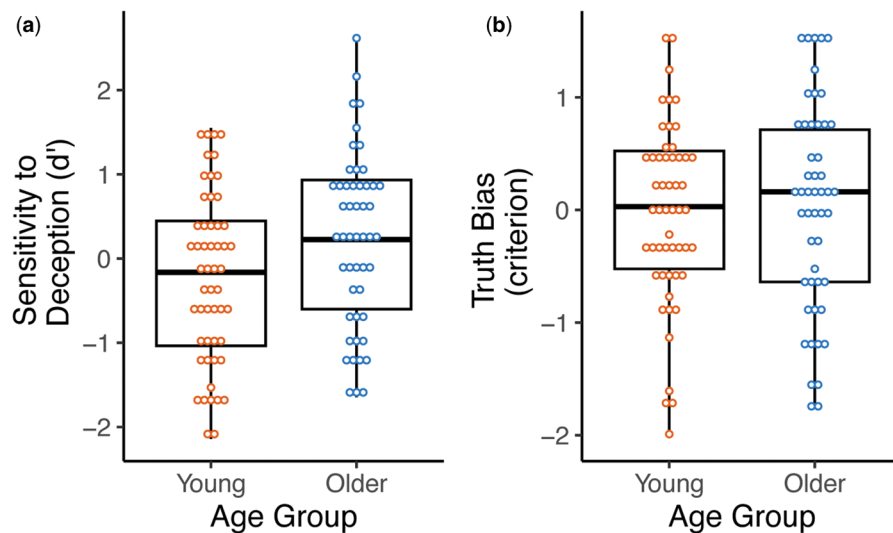 (a)
Sensitivity to
Deception (d')
2
1
0
−1
−2
Young Older
Age Group
(b)
Truth Bias
(criterion)
1
0
−1
−2
Young Older
Age Group